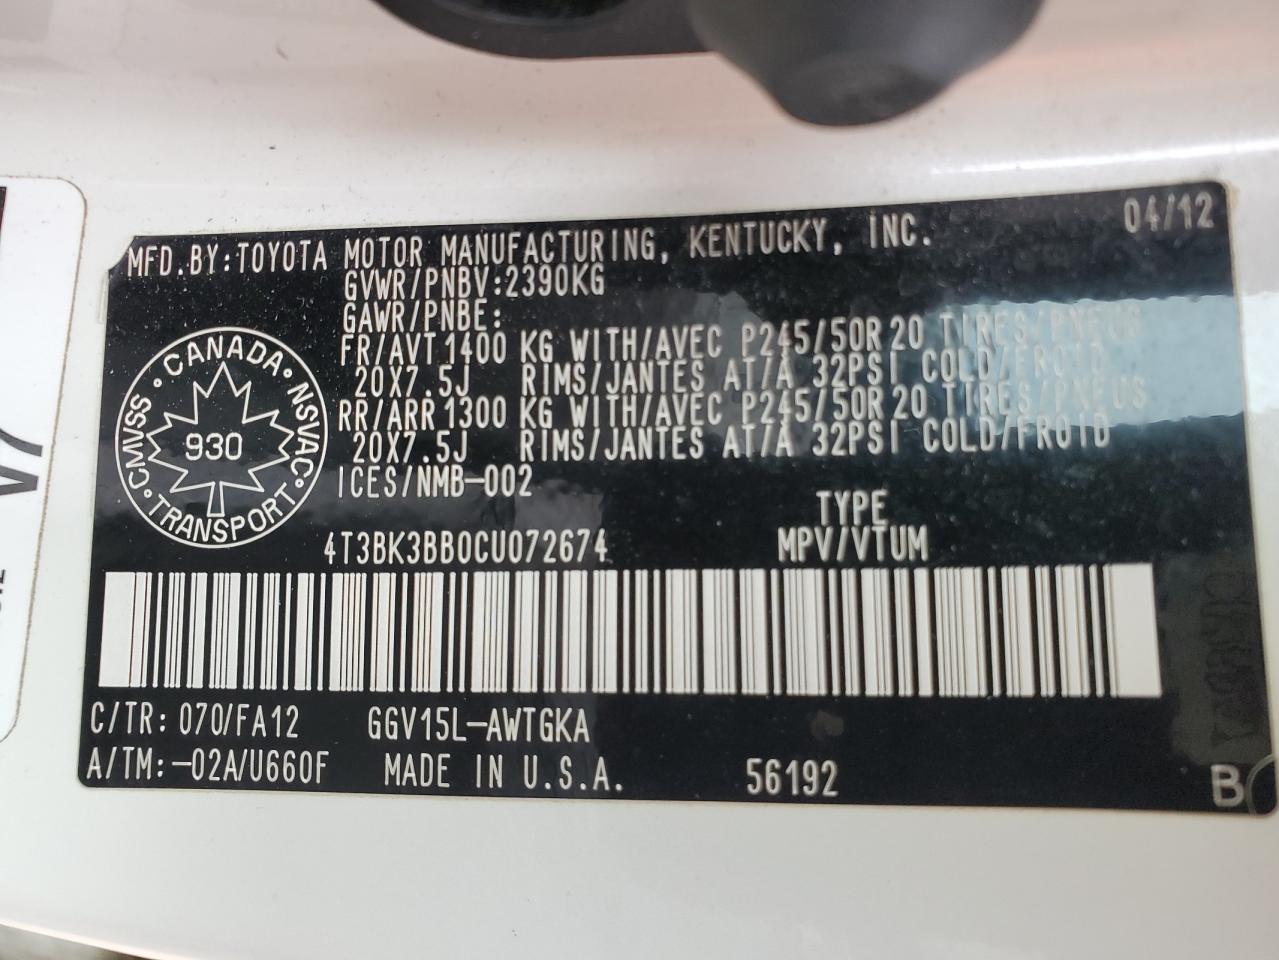 MFD.BY:TOYOTA MOTOR MANUFACTURING, KENTUCKY, INC. 04/12
GVWR/PNBV:2390KG
GAWR/PNBE:
FR/AVT 1400 KG WITH/AVEC P245/50R20 TIRES/PNEUS
20X7.5J RIMS/JANTES AT/A 32PSI COLD/FROID
RR/ARR 1300 KG WITH/AVEC P245/50R20 TIRES/PNEUS
20X7.5J RIMS/JANTES AT/A 32PSI COLD/FROID
ICES/NMB-002
CMVSS · CANADA · NSVAC · TRANSPORT ·
930
TYPE
4T3BK3BB0CU072674 MPV/VTUM
C/TR: 070/FA12 GGV15L-AWTGKA
A/TM:-02A/U660F MADE IN U.S.A. 56192 B